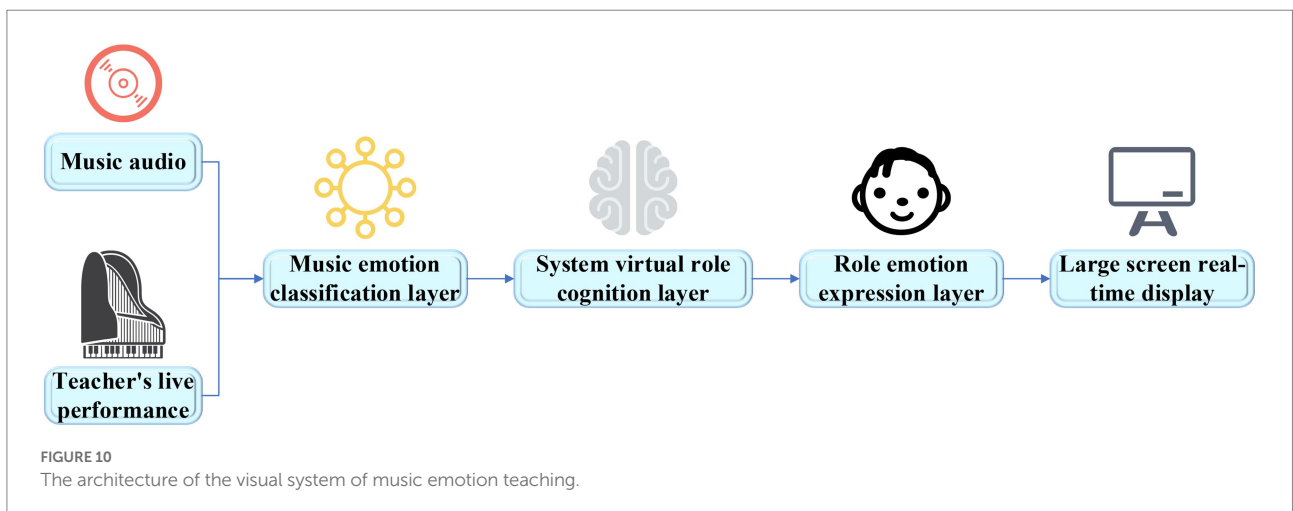 Music audio
Teacher's live
performance
Music emotion
classification layer
System virtual role
cognition layer
Role emotion
expression layer
Large screen real-
time display
FIGURE 10
The architecture of the visual system of music emotion teaching.